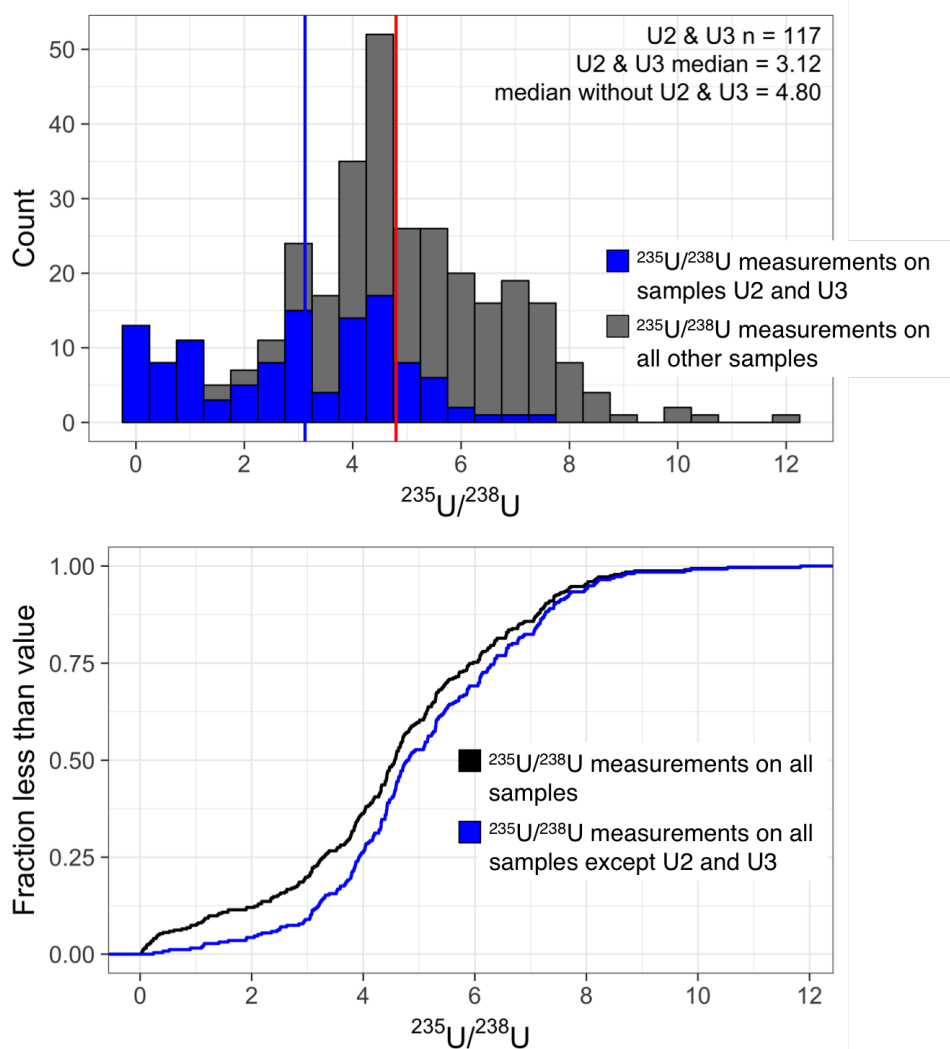 U2 & U3 n = 117
U2 & U3 median = 3.12
median without U2 & U3 = 4.80
50
40
30
20
10
0
Count
²³⁵U/²³⁸U measurements on
samples U2 and U3
²³⁵U/²³⁸U measurements on
all other samples
0 2 4 6 8 10 12
²³⁵U/²³⁸U
1.00
0.75
0.50
0.25
0.00
Fraction less than value
²³⁵U/²³⁸U measurements on all
samples
²³⁵U/²³⁸U measurements on all
samples except U2 and U3
0 2 4 6 8 10 12
²³⁵U/²³⁸U